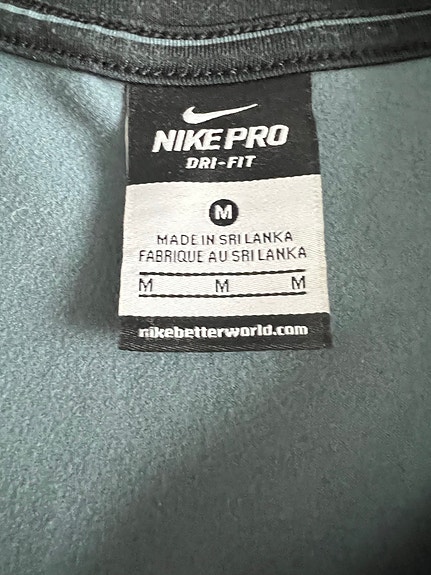 NIKE PRO
DRI-FIT
M
MADE IN SRI LANKA
FABRIQUE AU SRI LANKA
M M M
nikebetterworld.com